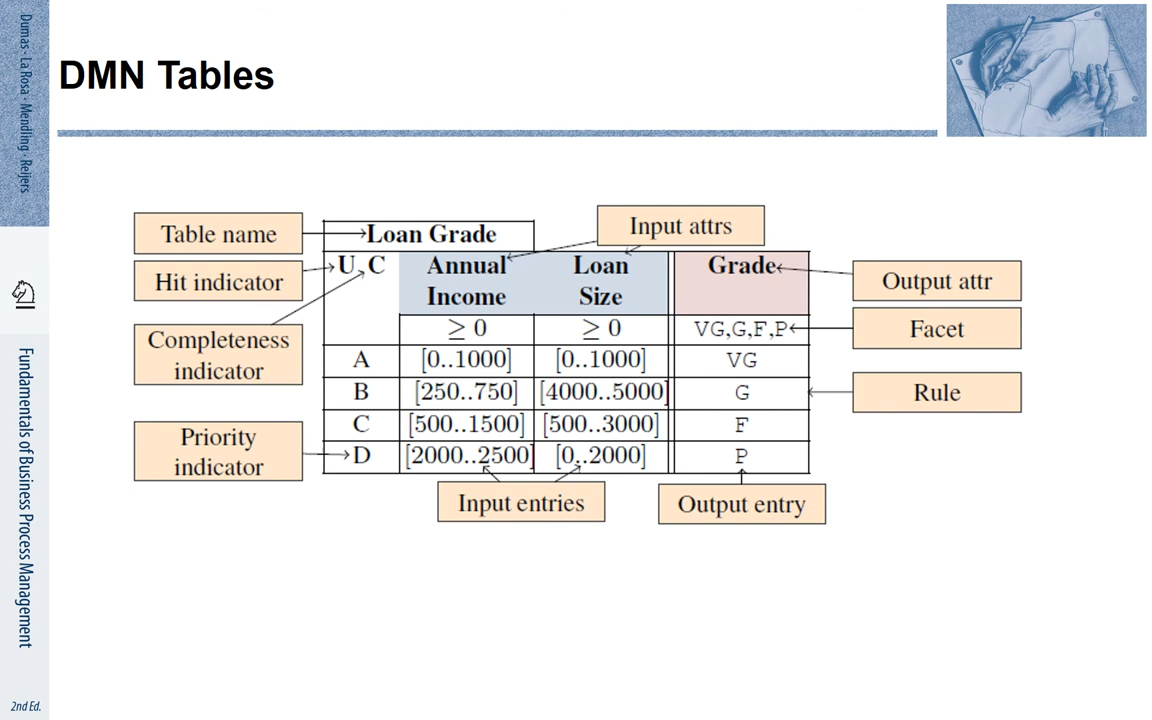 DMN Tables
Dumas · La Rosa · Mendling · Reijers
Fundamentals of Business Process Management
2nd Ed.
Table name
Loan Grade
Input attrs
Hit indicator
U, C
Annual
Income
Loan
Size
Grade
Output attr
Completeness
indicator
≥ 0
≥ 0
VG,G,F,P
Facet
A
[0..1000]
[0..1000]
VG
B
[250..750]
[4000..5000]
G
Rule
C
[500..1500]
[500..3000]
F
Priority
indicator
D
[2000..2500]
[0..2000]
P
Input entries
Output entry